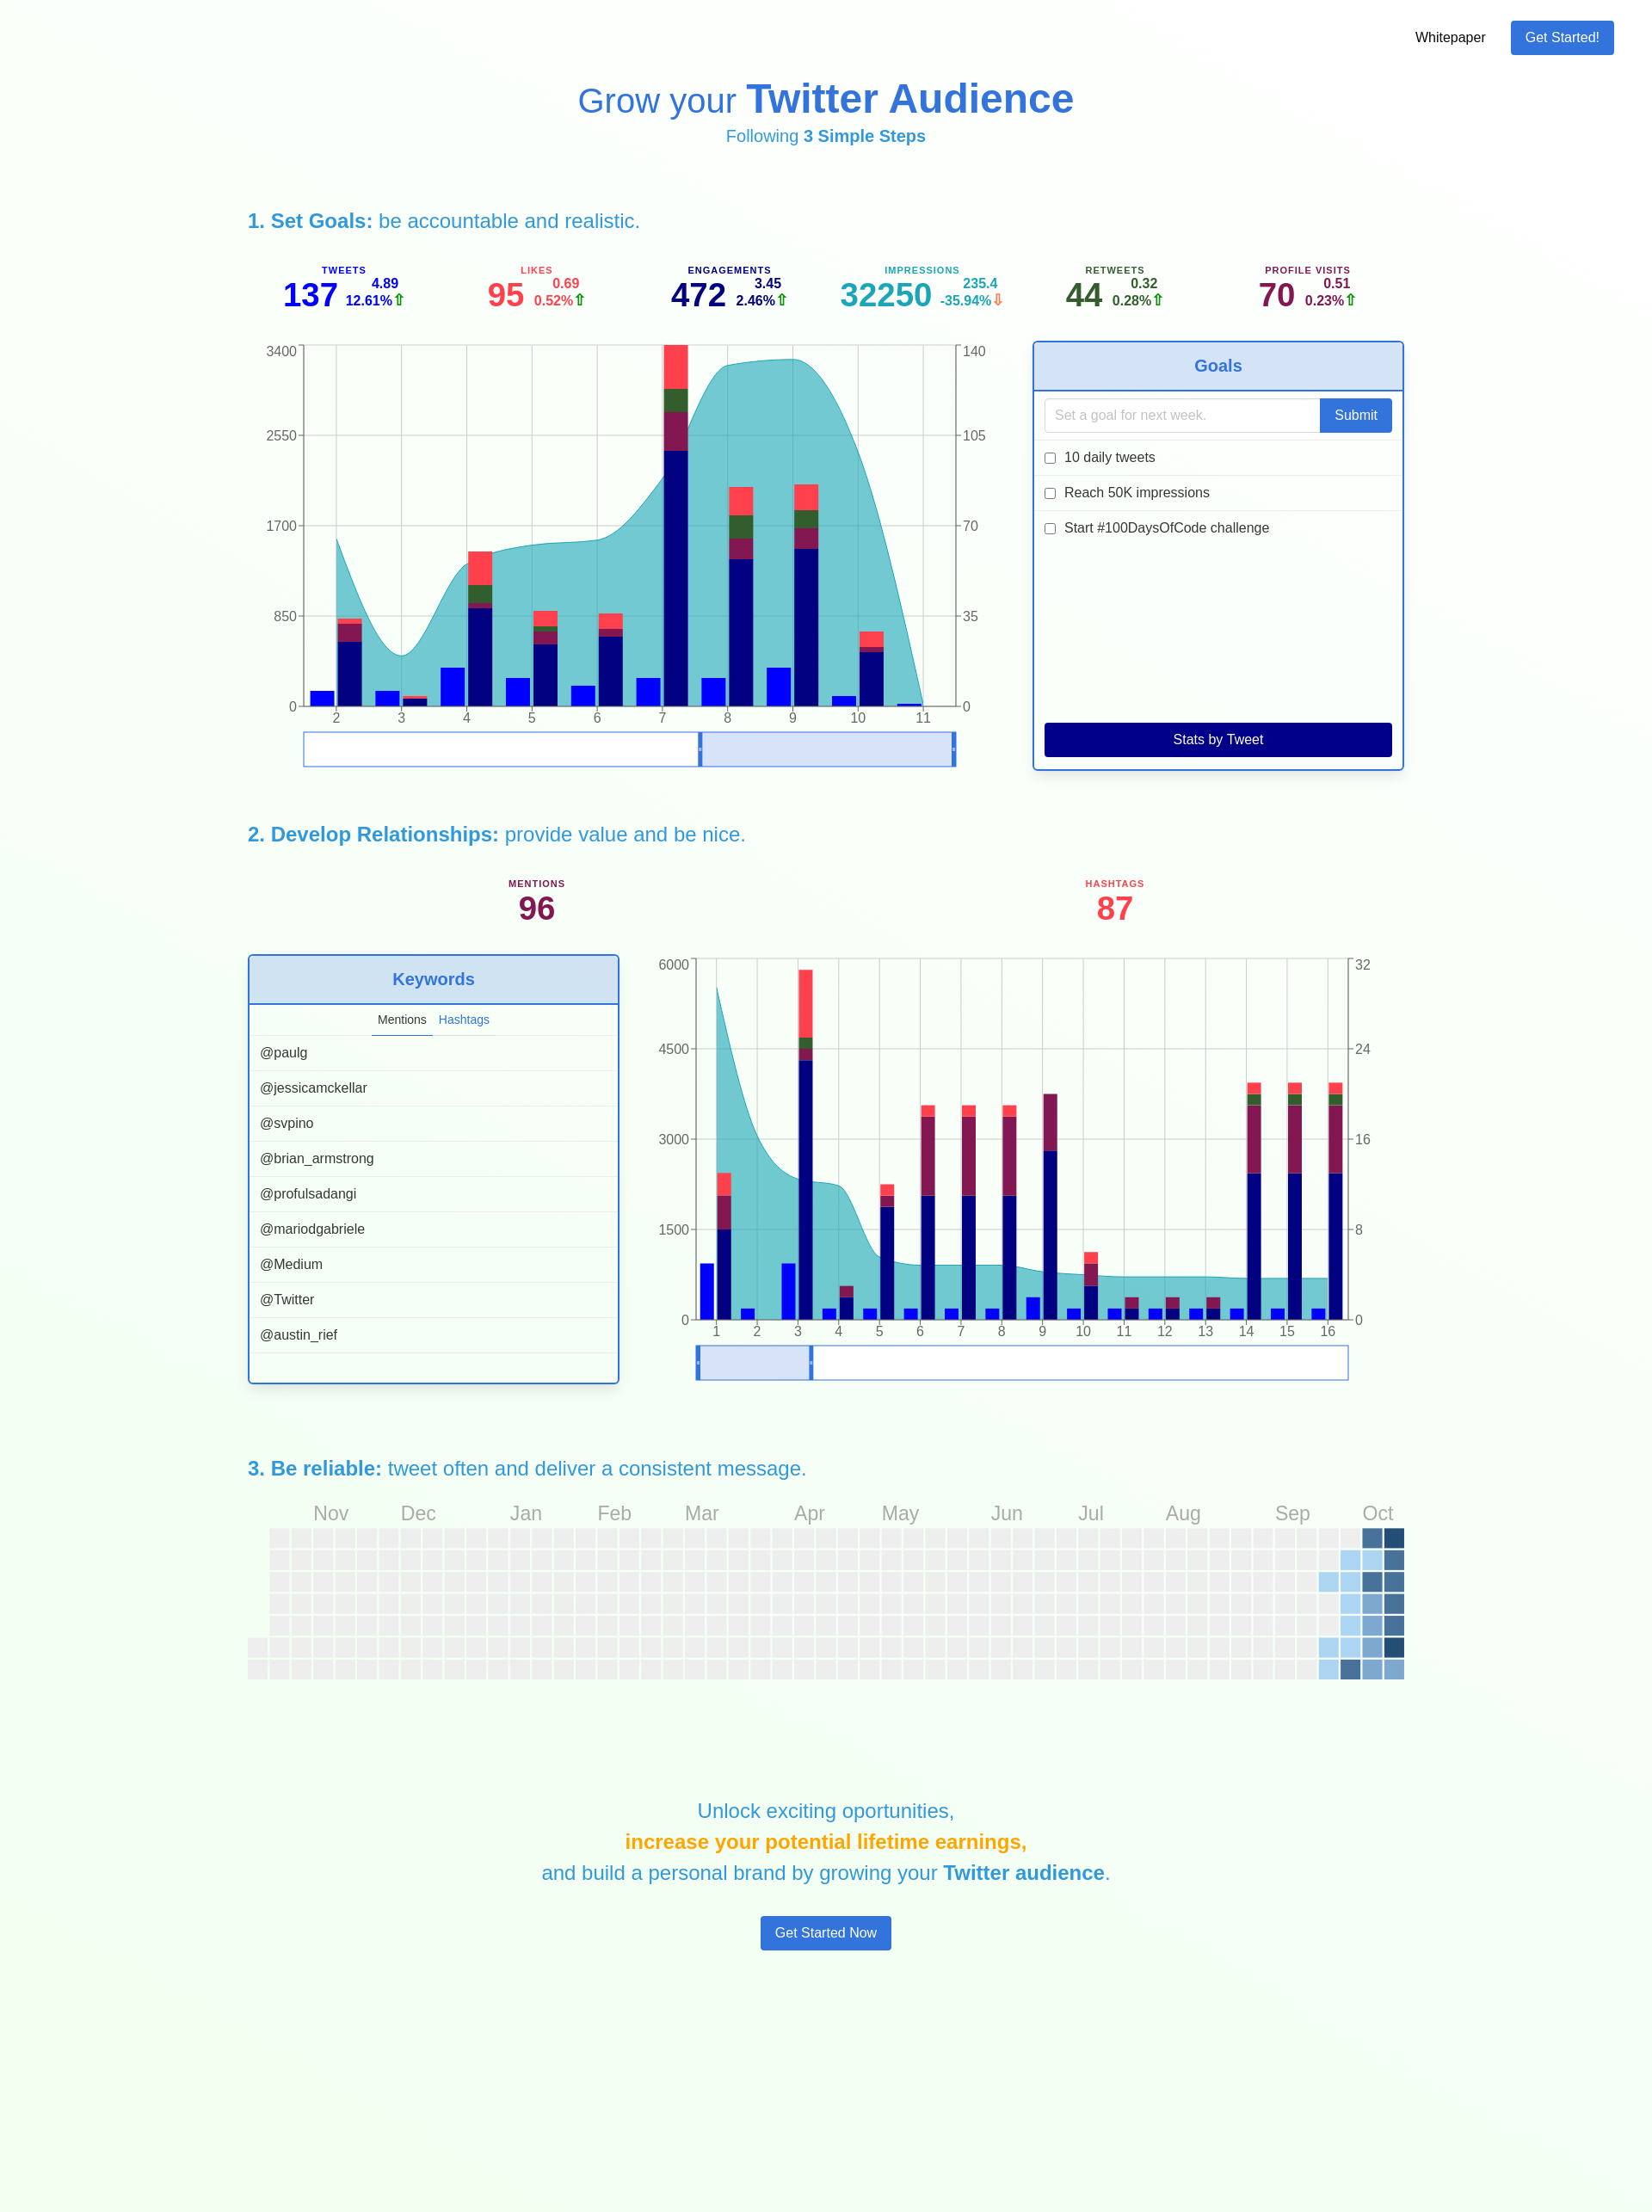 Whitepaper
Get Started!
Grow your Twitter Audience
Following 3 Simple Steps
1. Set Goals: be accountable and realistic.
TWEETS
137 4.89 12.61%⇧
LIKES
95 0.69 0.52%⇧
ENGAGEMENTS
472 3.45 2.46%⇧
IMPRESSIONS
32250 235.4 -35.94%⇩
RETWEETS
44 0.32 0.28%⇧
PROFILE VISITS
70 0.51 0.23%⇧
3400
2550
1700
850
0
140
105
70
35
0
2 3 4 5 6 7 8 9 10 11
Goals
Set a goal for next week.
Submit
10 daily tweets
Reach 50K impressions
Start #100DaysOfCode challenge
Stats by Tweet
2. Develop Relationships: provide value and be nice.
MENTIONS
96
HASHTAGS
87
Keywords
Mentions Hashtags
@paulg
@jessicamckellar
@svpino
@brian_armstrong
@profulsadangi
@mariodgabriele
@Medium
@Twitter
@austin_rief
6000
4500
3000
1500
0
32
24
16
8
0
1 2 3 4 5 6 7 8 9 10 11 12 13 14 15 16
3. Be reliable: tweet often and deliver a consistent message.
Nov Dec Jan Feb Mar Apr May Jun Jul Aug Sep Oct
Unlock exciting oportunities,
increase your potential lifetime earnings,
and build a personal brand by growing your Twitter audience.
Get Started Now